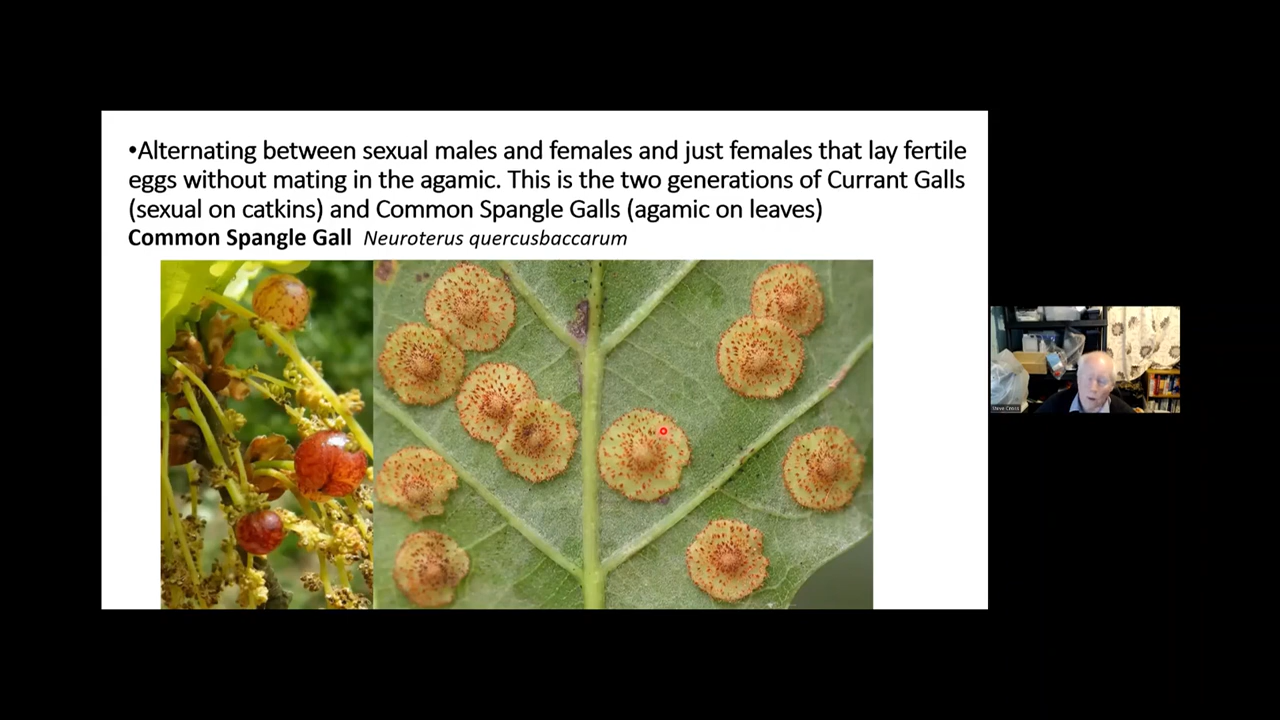 •Alternating between sexual males and females and just females that lay fertile
eggs without mating in the agamic. This is the two generations of Currant Galls
(sexual on catkins) and Common Spangle Galls (agamic on leaves)
Common Spangle Gall Neuroterus quercusbaccarum
Steve Cross